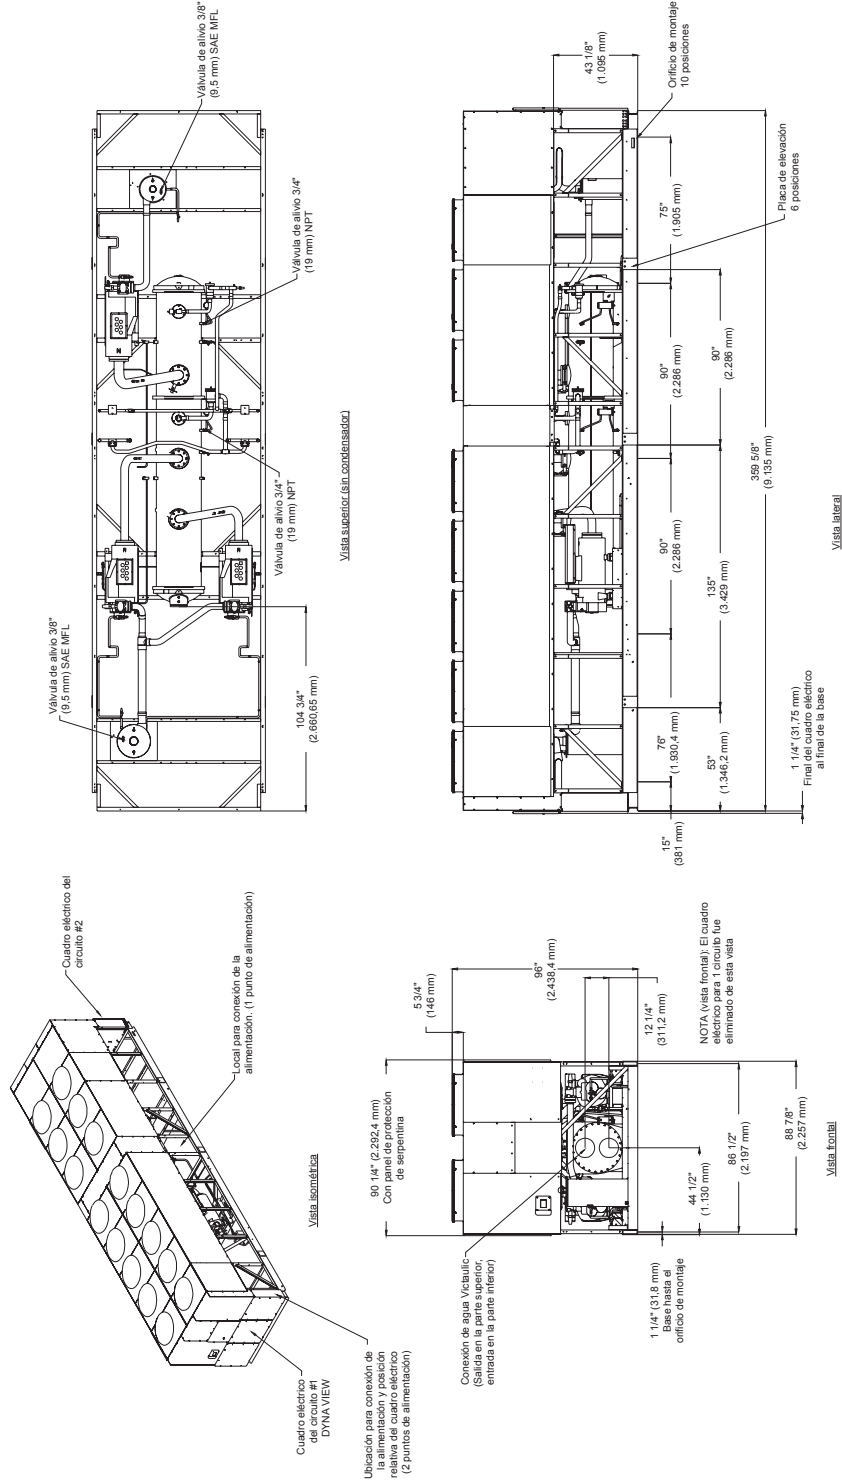 Cuadro eléctrico del
circuito #2
Local para conexión de la
alimentación. (1 punto de alimentación)
Vista isométrica
Cuadro eléctrico
del circuito #1
DYNA VIEW
Ubicación para conexión de
la alimentación y posición
relativa del cuadro eléctrico
(2 puntos de alimentación)
Válvula de alivio 3/8"
(9,5 mm) SAE MFL
Válvula de alivio 3/8"
(9,5 mm) SAE MFL
Válvula de alivio 3/4"
(19 mm) NPT
Válvula de alivio 3/4"
(19 mm) NPT
104 3/4"
(2.660,65 mm)
Vista superior (sin condensador)
5 3/4"
(146 mm)
90 1/4" (2.292,4 mm)
Con panel de protección
de serpentina
96"
(2.438,4 mm)
12 1/4"
(311,2 mm)
Conexión de agua Victaulic
(Salida en la parte superior,
entrada en la parte inferior)
44 1/2"
(1.130 mm)
86 1/2"
(2.197 mm)
88 7/8"
(2.257 mm)
1 1/4" (31,8 mm)
Base hasta el
orificio de montaje
NOTA (vista frontal): El cuadro
eléctrico para 1 circuito fue
eliminado de esta vista
Vista frontal
43 1/8"
(1.095 mm)
Orificio de montaje
10 posiciones
Placa de elevación
6 posiciones
15"
(381 mm)
76"
(1.930,4 mm)
90"
(2.286 mm)
90"
(2.286 mm)
75"
(1.905 mm)
53"
(1.346,2 mm)
135"
(3.429 mm)
90"
(2.286 mm)
359 5/8"
(9.135 mm)
1 1/4" (31,75 mm)
Final del cuadro eléctrico
al final de la base
Vista lateral